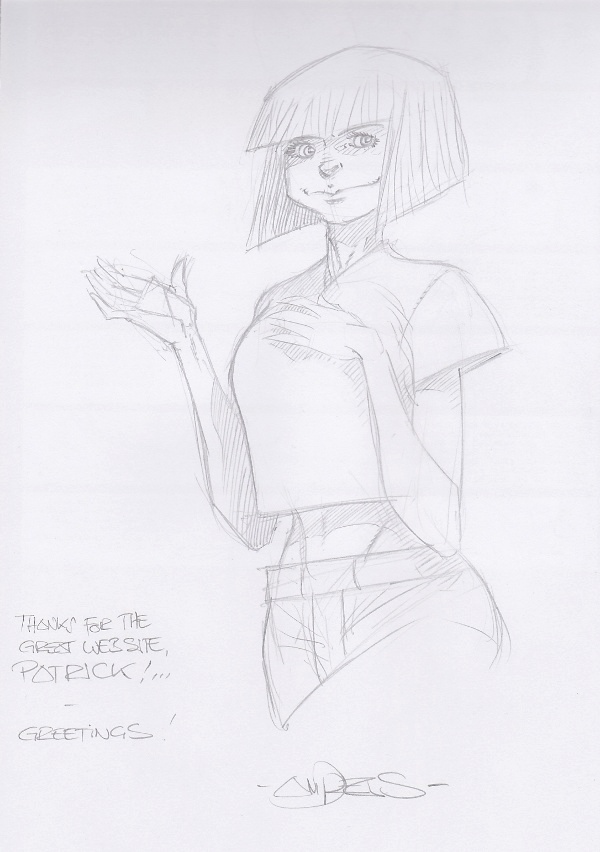 THANKS FOR THE
GREAT WEBSITE,
PATRICK!...
-
GREETINGS!